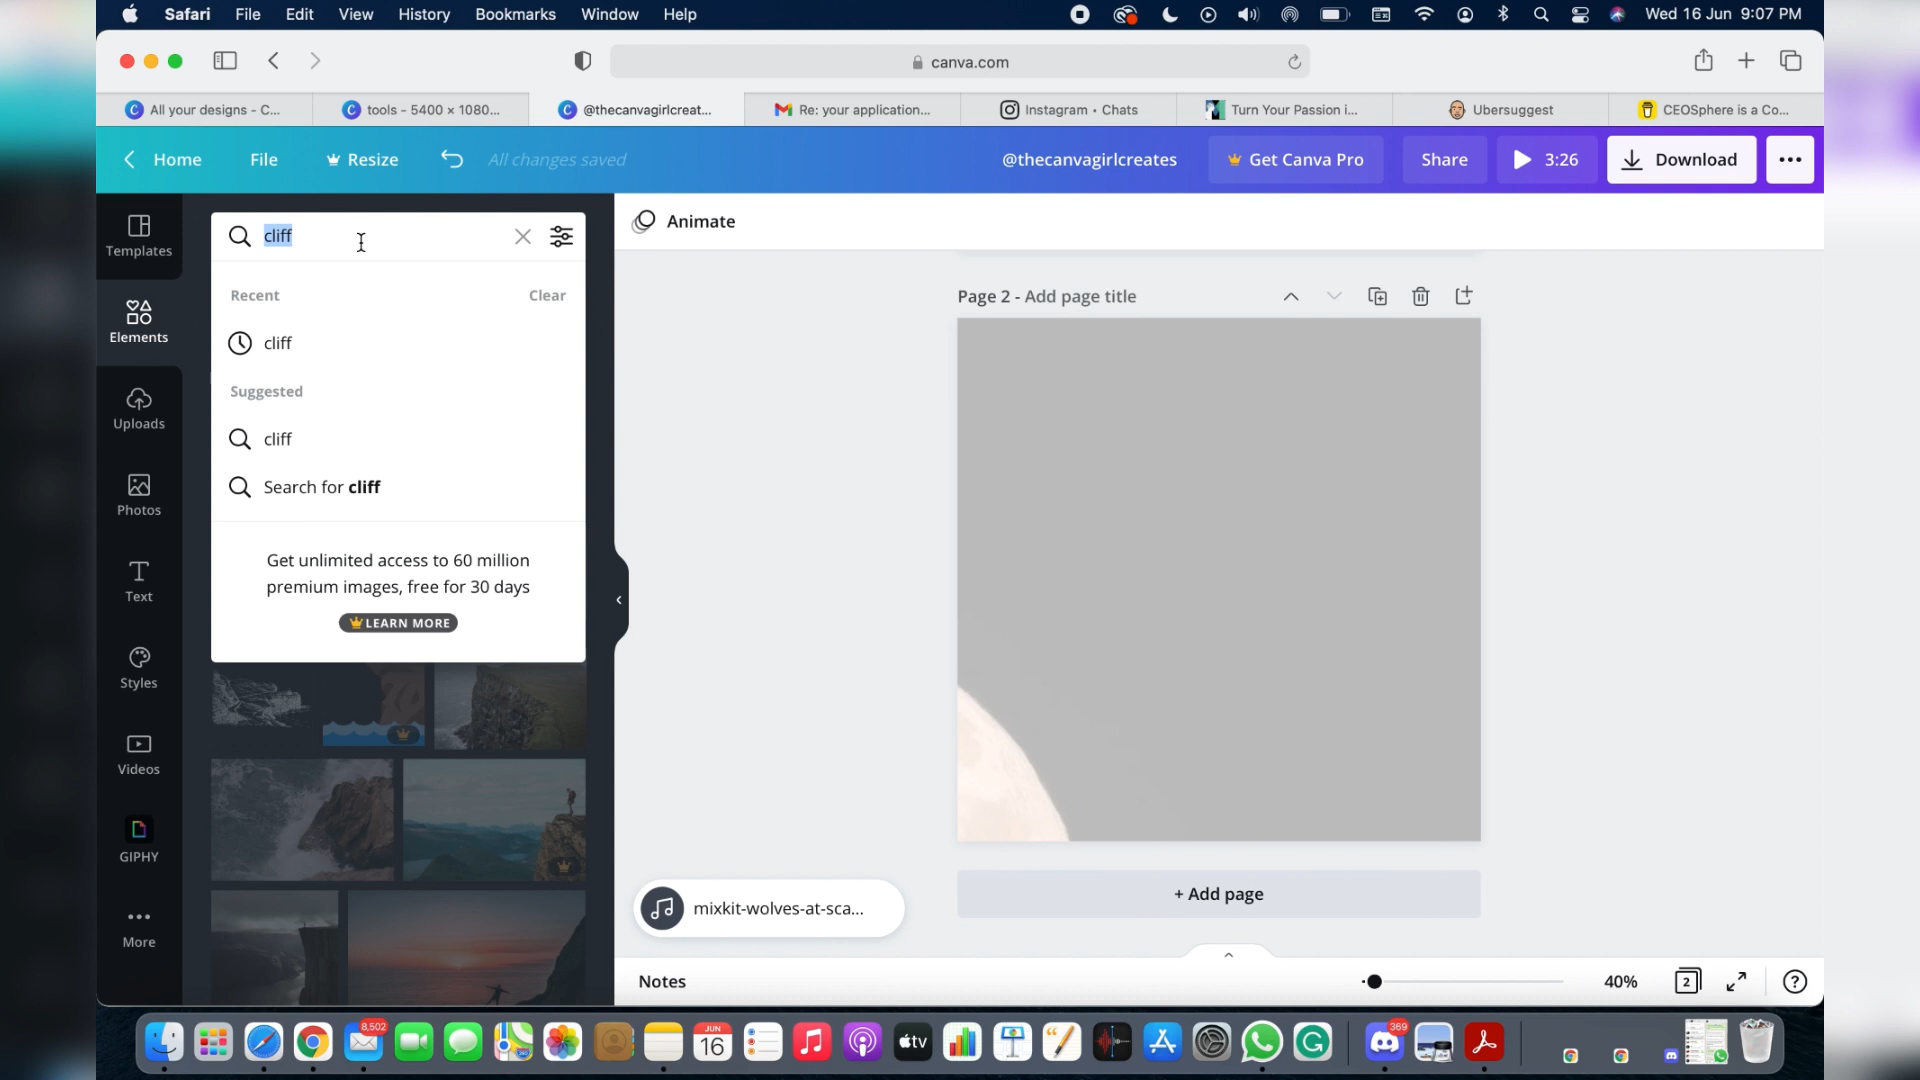 Safari File Edit View History Bookmarks Window Help Wed 16 Jun 9:07 PM
canva.com
All your designs - C... tools - 5400 × 1080... @thecanvagirlcreat... Re: your application... Instagram • Chats Turn Your Passion i... Ubersuggest CEOSphere is a Co...
Home File Resize All changes saved @thecanvagirlcreates Get Canva Pro Share 3:26 Download
Templates
Elements
Uploads
Photos
Text
Styles
Videos
GIPHY
More
cliff
Recent Clear
cliff
Suggested
cliff
Search for cliff
Get unlimited access to 60 million
premium images, free for 30 days
LEARN MORE
Animate
Page 2 - Add page title
+ Add page
mixkit-wolves-at-sca...
Notes 40% 2 ?
8,502 JUN 16 tv 369